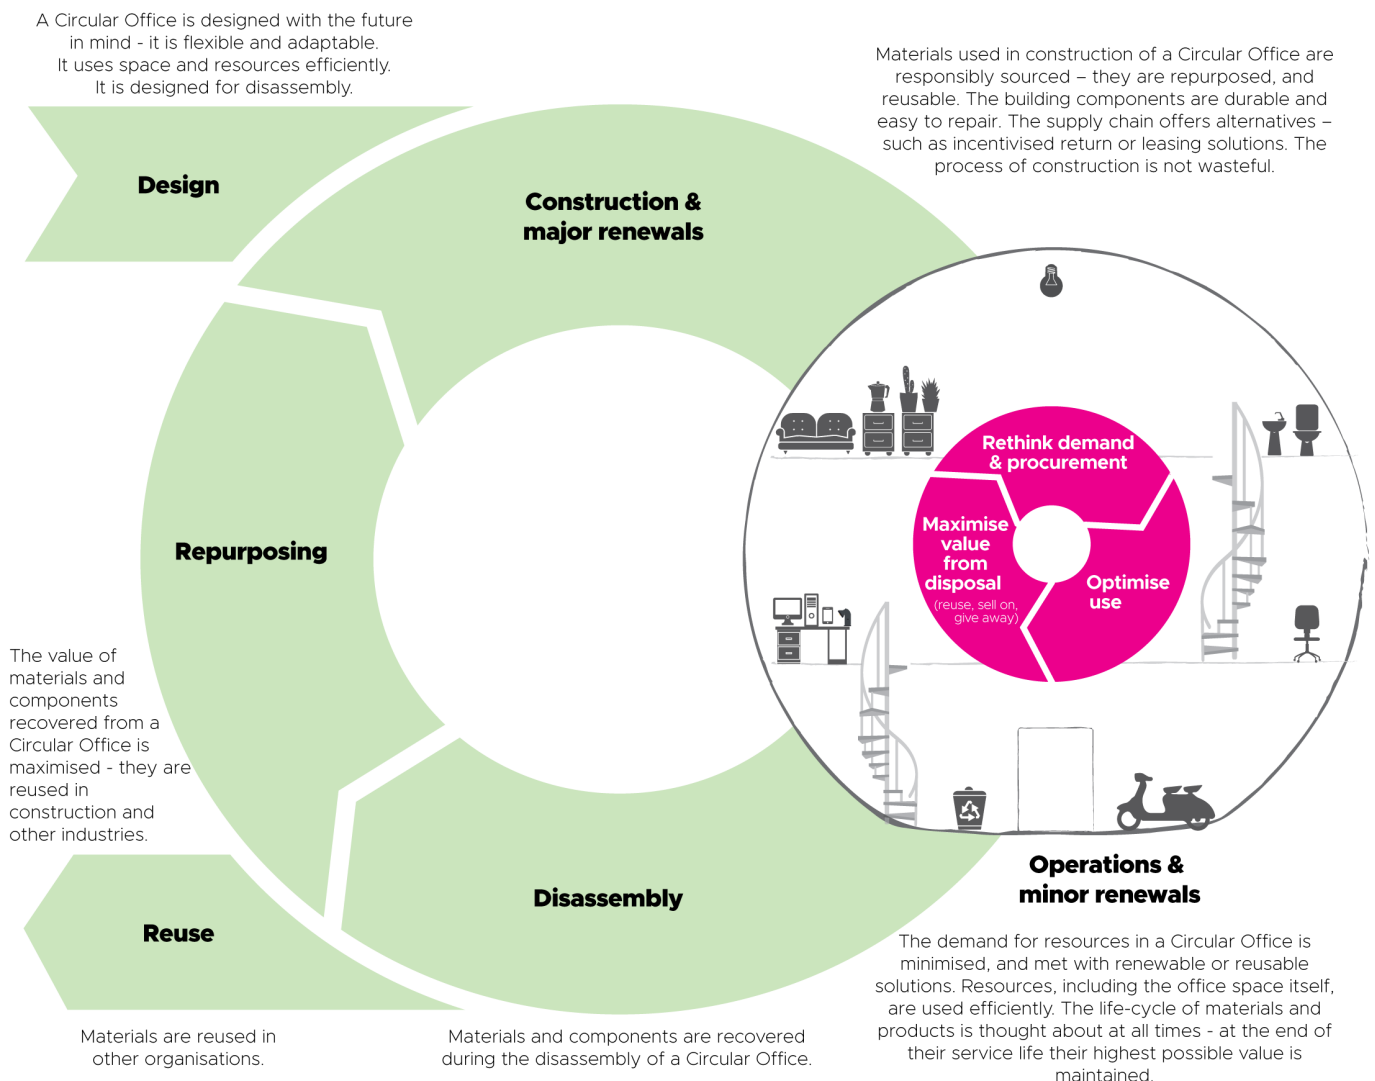 A Circular Office is designed with the future
in mind - it is flexible and adaptable.
It uses space and resources efficiently.
It is designed for disassembly.
Materials used in construction of a Circular Office are
responsibly sourced – they are repurposed, and
reusable. The building components are durable and
easy to repair. The supply chain offers alternatives –
such as incentivised return or leasing solutions. The
process of construction is not wasteful.
Design
Construction &
major renewals
Rethink demand
& procurement
Maximise
value
from
disposal
(reuse, sell on,
give away)
Optimise
use
Repurposing
The value of
materials and
components
recovered from a
Circular Office is
maximised - they are
reused in
construction and
other industries.
Disassembly
Operations &
minor renewals
Reuse
The demand for resources in a Circular Office is
minimised, and met with renewable or reusable
solutions. Resources, including the office space itself,
are used efficiently. The life-cycle of materials and
products is thought about at all times - at the end of
their service life their highest possible value is
maintained.
Materials are reused in
other organisations.
Materials and components are recovered
during the disassembly of a Circular Office.